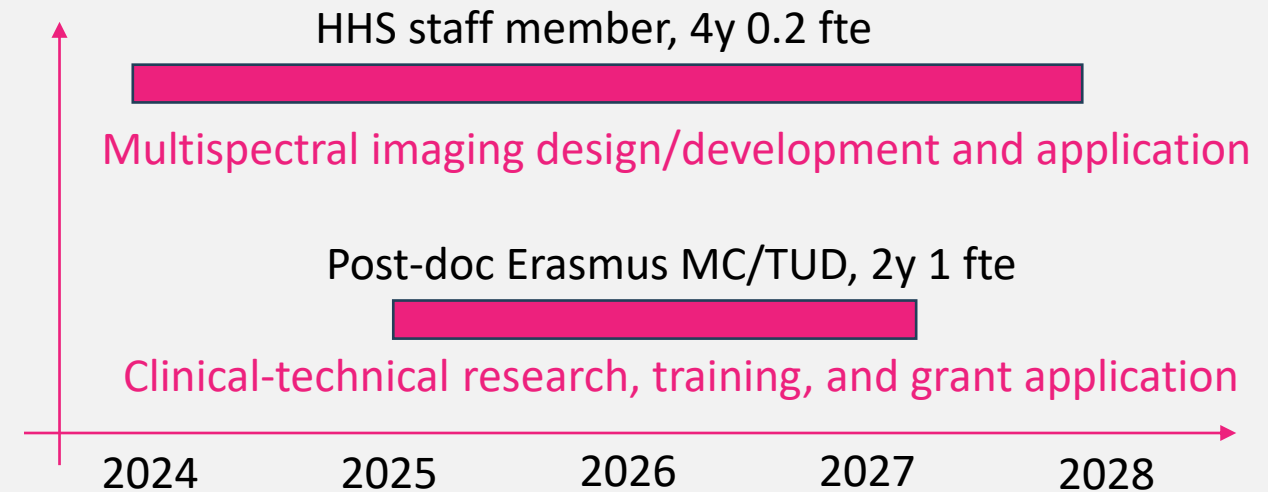 HHS staff member, 4y 0.2 fte
Multispectral imaging design/development and application
Post-doc Erasmus MC/TUD, 2y 1 fte
Clinical-technical research, training, and grant application
2024 2025 2026 2027 2028